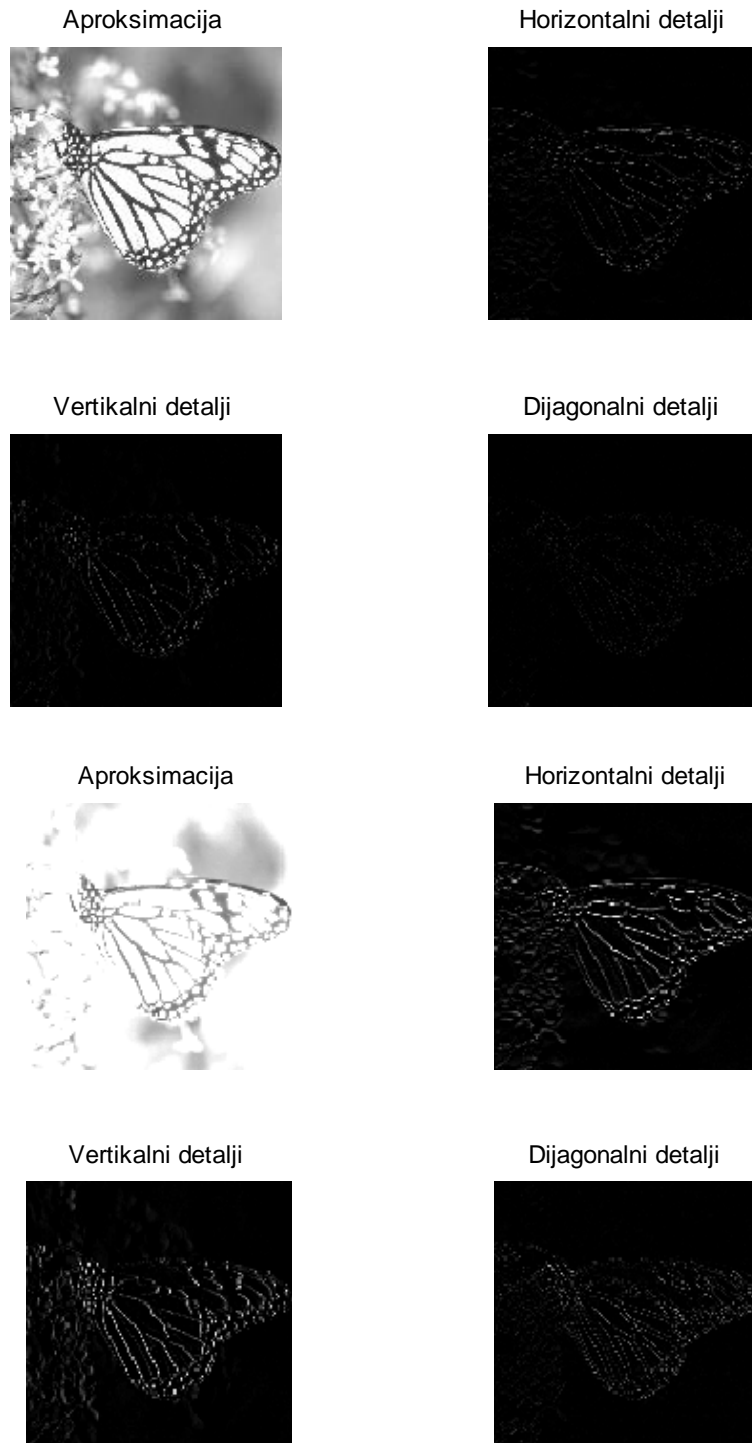 Aproksimacija
Horizontalni detalji
Vertikalni detalji
Dijagonalni detalji
Aproksimacija
Horizontalni detalji
Vertikalni detalji
Dijagonalni detalji